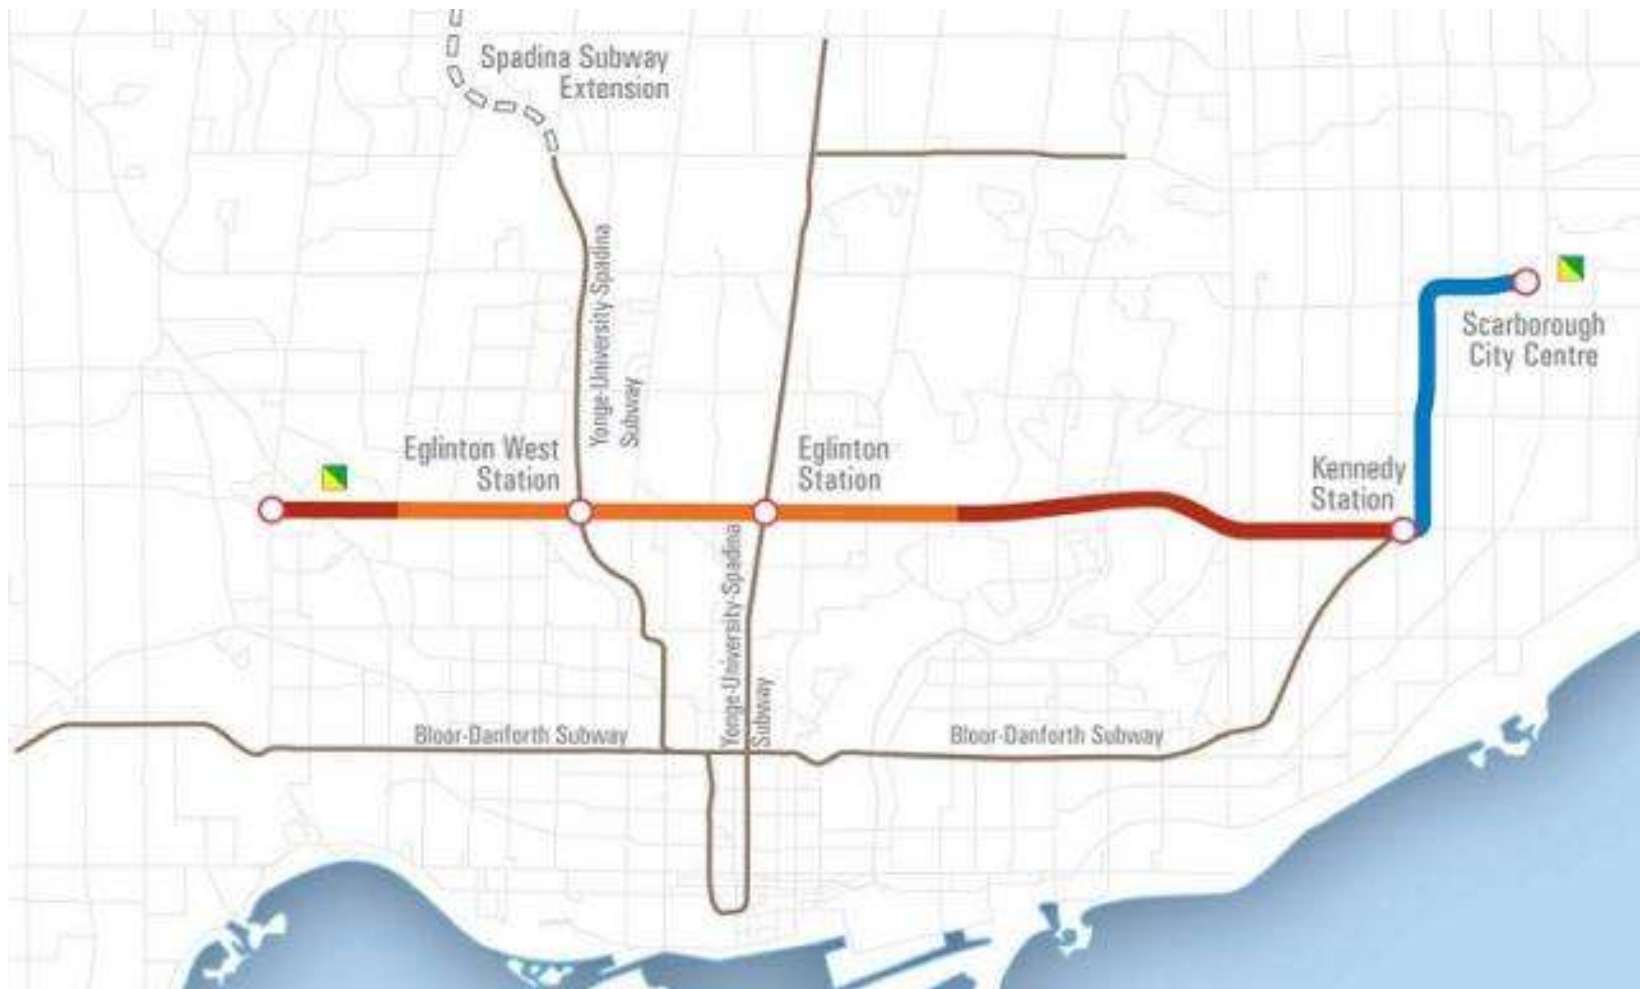 Spadina Subway
Extension
Yonge-University-Spadina
Subway
Scarborough
City Centre
Eglinton West
Station
Eglinton
Station
Kennedy
Station
Yonge-University-Spadina
Subway
Bloor-Danforth Subway
Bloor-Danforth Subway